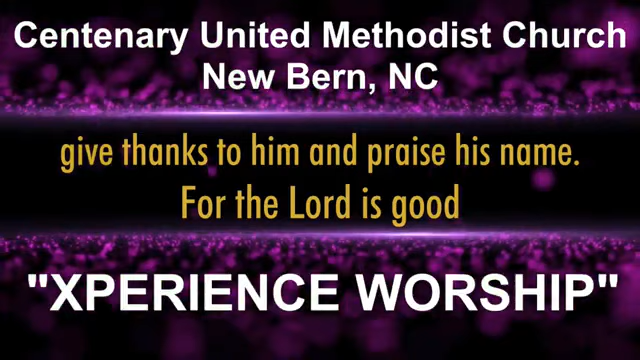 Centenary United Methodist Church
New Bern, NC
give thanks to him and praise his name.
For the Lord is good
"XPERIENCE WORSHIP"